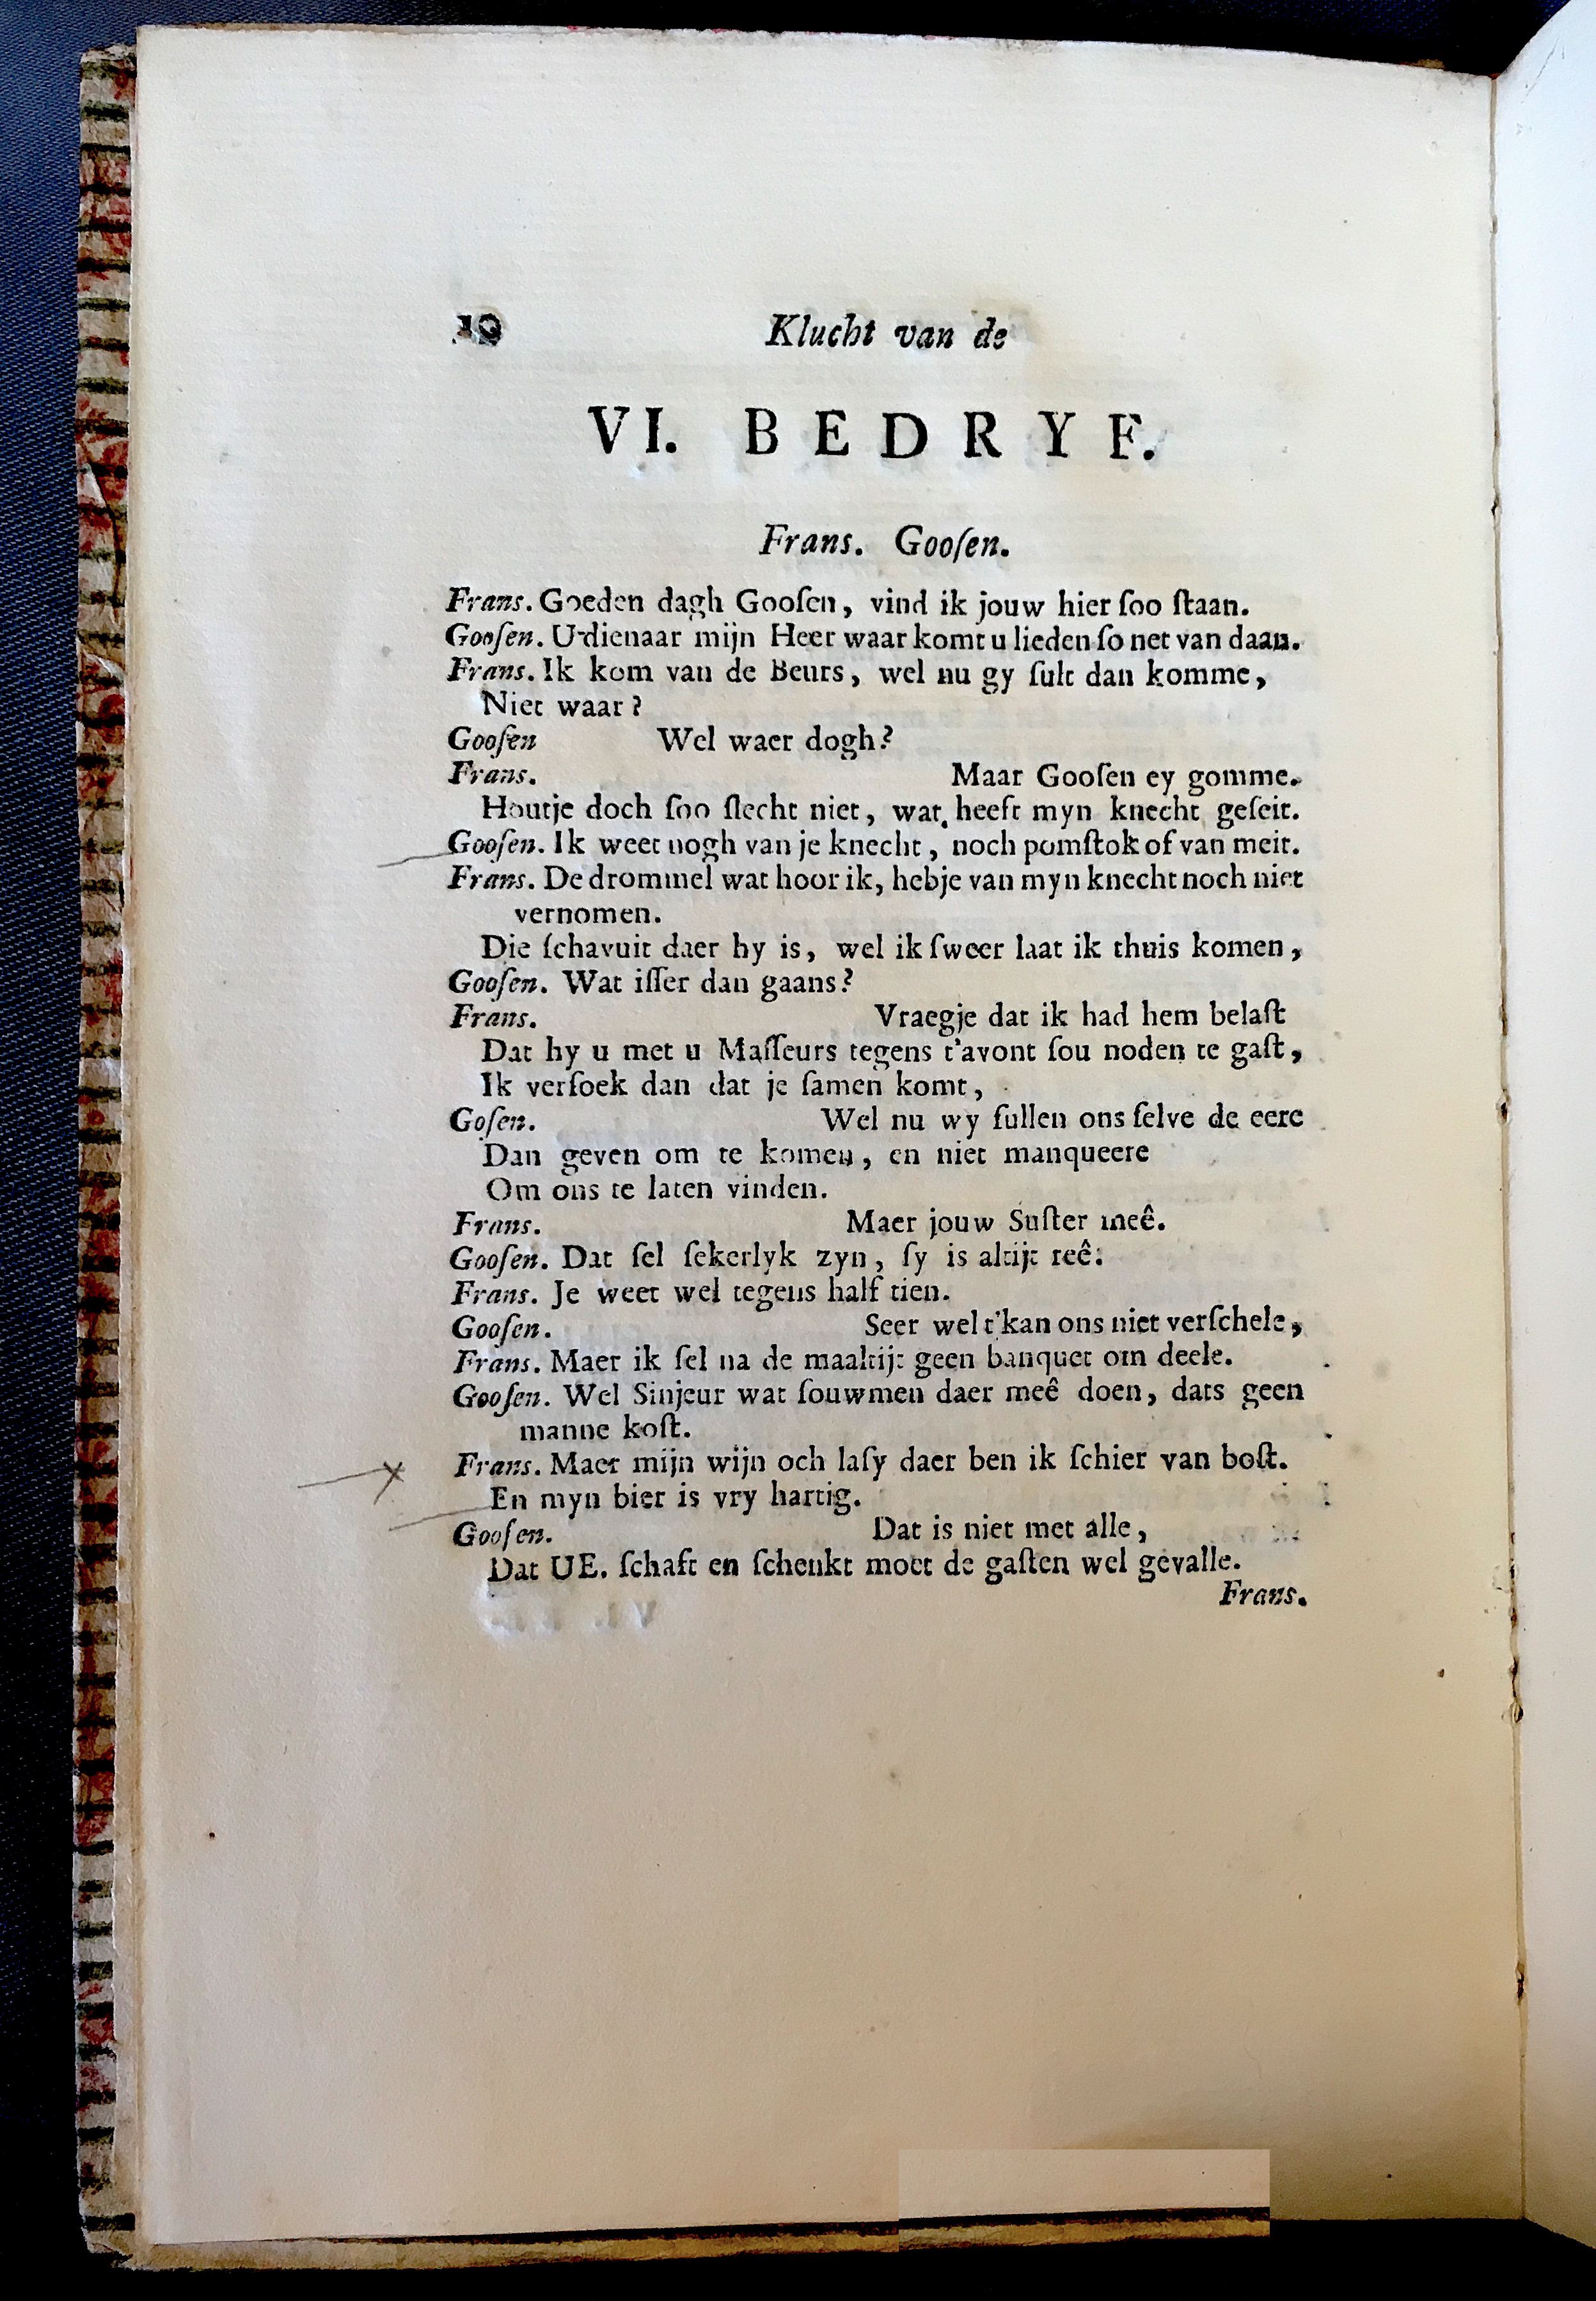 10 Klucht van de
VI. BEDRYF.
Frans. Gooſen.
Frans. Goeden dagh Gooſen, vind ik jouw hier ſoo ſtaan.
Gooſen. U dienaar mijn Heer waar komt u lieden ſo net van daan.
Frans. Ik kom van de Beurs, wel nu gy ſult dan komme,
Niet waar?
Gooſen Wel waer dogh?
Frans. Maar Gooſen ey gomme.
Houtje doch ſoo ſlecht niet, wat heeft myn knecht geſeit.
Gooſen. Ik weet nogh van je knecht, noch pomſtok of van meit.
Frans. De drommel wat hoor ik, hebje van myn knecht noch niet
vernomen.
Die ſchavuit daer hy is, wel ik ſweer laat ik thuis komen,
Gooſen. Wat iſſer dan gaans?
Frans. Vraegje dat ik had hem belaſt
Dat hy u met u Maſſeurs tegens t'avont ſou noden te gaſt,
Ik verſoek dan dat je ſamen komt,
Goſen. Wel nu wy ſullen ons ſelve de eere
Dan geven om te komen, en niet manqueere
Om ons te laten vinden.
Frans. Maer jouw Suſter meê.
Gooſen. Dat ſel ſekerlyk zyn, ſy is altijt reê:
Frans. Je weet wel tegens half tien.
Gooſen. Seer wel t'kan ons niet verſchele,
Frans. Maer ik ſel na de maaltijt geen banquet om deele.
Gooſen. Wel Sinjeur wat ſouwmen daer meê doen, dats geen
manne koſt.
Frans. Maer mijn wijn och laſy daer ben ik ſchier van boſt.
En myn bier is vry hartig.
Gooſen. Dat is niet met alle,
Dat UE. ſchaft en ſchenkt moet de gaſten wel gevalle.
Frans.